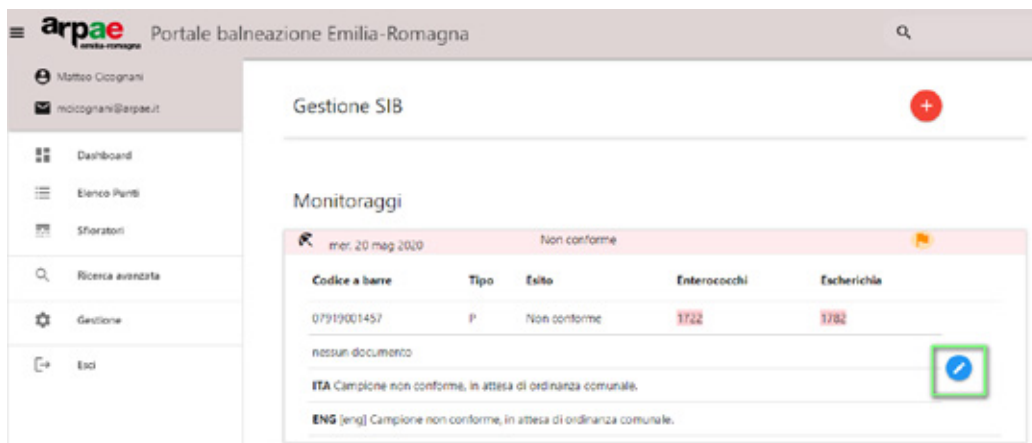 arpae
emilia-romagna
Portale balneazione Emilia-Romagna
Matteo Cicognani
mcicognani@arpae.it
Dashboard
Elenco Punti
Sfioratori
Ricerca avanzata
Gestione
Esci
Gestione SIB
Monitoraggi
mer. 20 mag 2020 Non conforme
Codice a barre Tipo Esito Enterococchi Escherichia
07919001457 P Non conforme 1722 1782
nessun documento
ITA Campione non conforme, in attesa di ordinanza comunale.
ENG [eng] Campione non conforme, in attesa di ordinanza comunale.